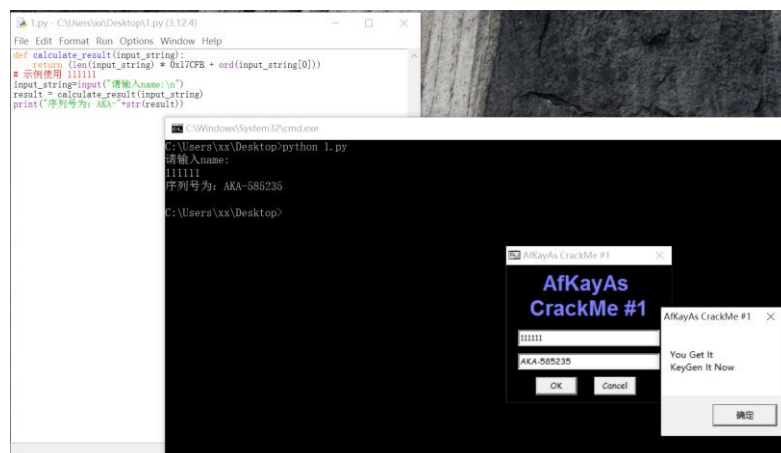 1.py - C:\Users\xx\Desktop\1.py (3.12.4)
File Edit Format Run Options Window Help
def calculate_result(input_string):
return (len(input_string) * 0x17CFB + ord(input_string[0]))
# 示例使用 111111
input_string=input("请输入name:\n")
result = calculate_result(input_string)
print("序列号为: AKA-"+str(result))
C:\Windows\System32\cmd.exe
C:\Users\xx\Desktop>python 1.py
请输入name:
111111
序列号为: AKA-585235
C:\Users\xx\Desktop>
AfKayAs CrackMe #1
AfKayAs
CrackMe #1
111111
AKA-585235
OK Cancel
AfKayAs CrackMe #1
You Get It
KeyGen It Now
确定